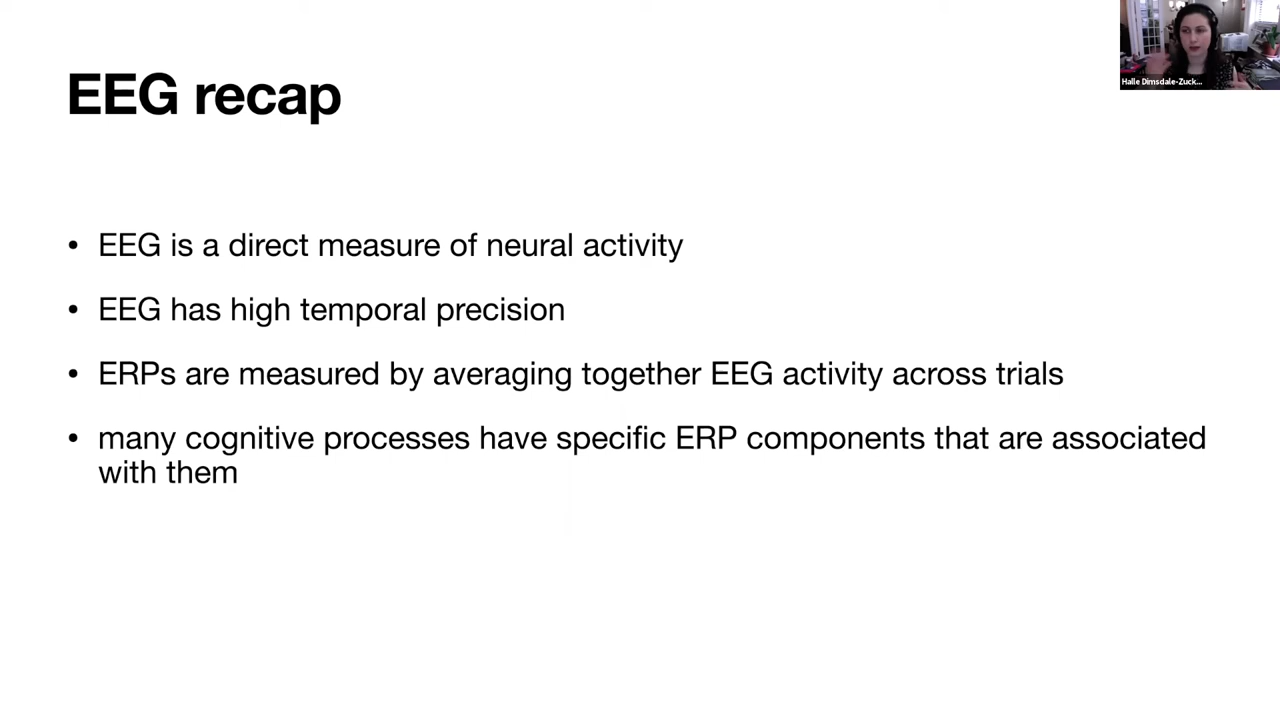 Halle Dimsdale-Zuck...
EEG recap
• EEG is a direct measure of neural activity
• EEG has high temporal precision
• ERPs are measured by averaging together EEG activity across trials
• many cognitive processes have specific ERP components that are associated
with them